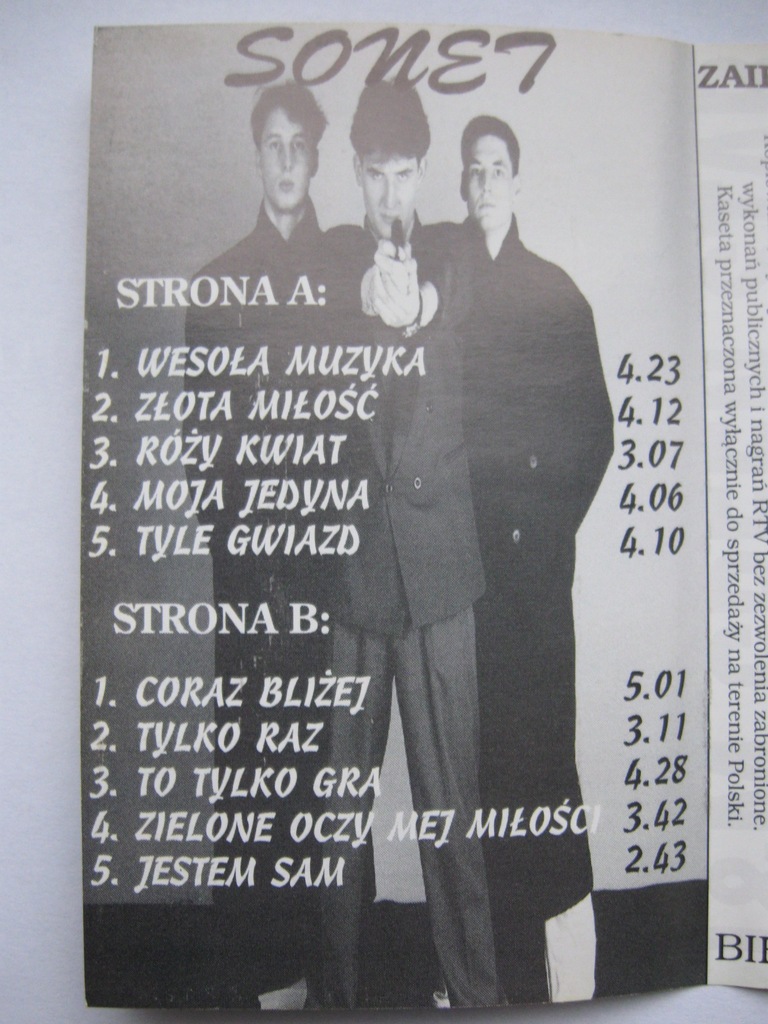 SONET
STRONA A:
1. WESOŁA MUZYKA 4.23
2. ZŁOTA MIŁOŚĆ 4.12
3. RÓŻY KWIAT 3.07
4. MOJA JEDYNA 4.06
5. TYLE GWIAZD 4.10
STRONA B:
1. CORAZ BLIŻEJ 5.01
2. TYLKO RAZ 3.11
3. TO TYLKO GRA 4.28
4. ZIELONE OCZY MEJ MIŁOŚCI 3.42
5. JESTEM SAM 2.43
wykonań publicznych i nagrań RTV bez zezwolenia zabronione.
Kaseta przeznaczona wyłącznie do sprzedaży na terenie Polski.